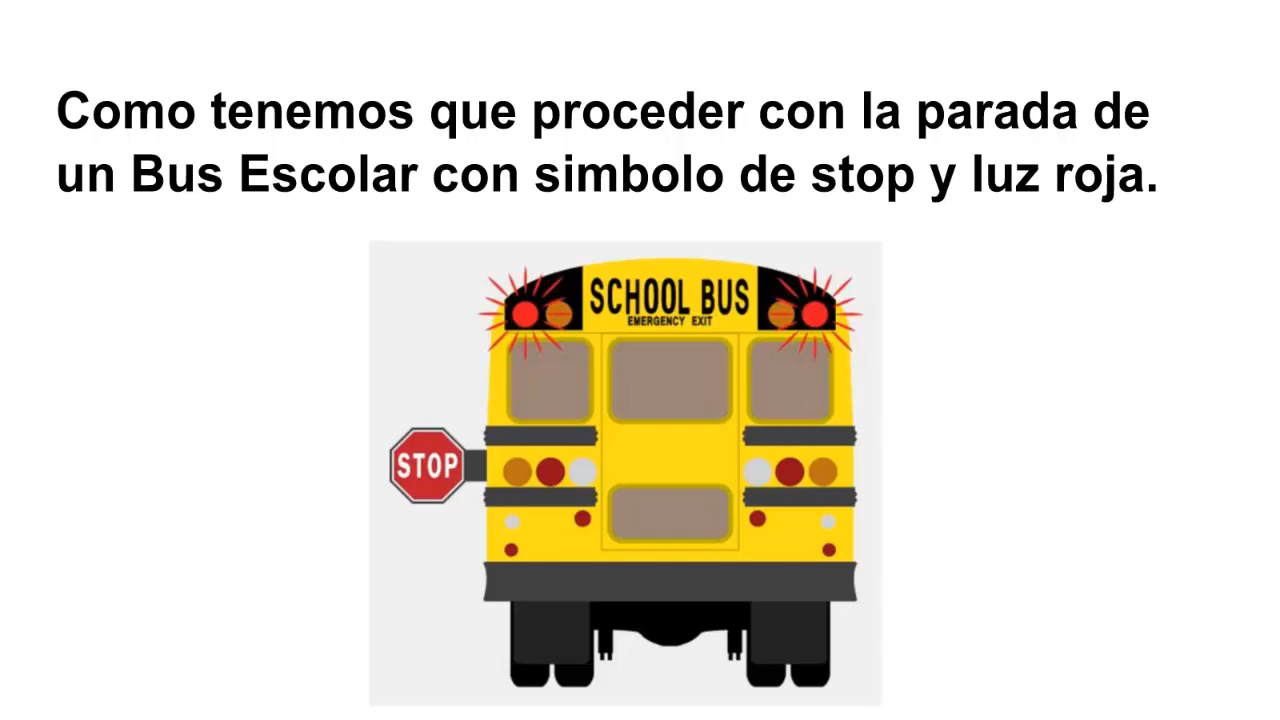 Como tenemos que proceder con la parada de
un Bus Escolar con simbolo de stop y luz roja.
SCHOOL BUS
EMERGENCY EXIT
STOP